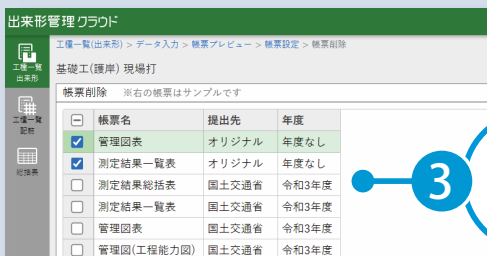 出来形管理クラウド
工種一覧(出来形) > データ入力 > 帳票プレビュー > 帳票設定 > 帳票削除
工種一覧
出来形
基礎工(護岸) 現場打
帳票削除 ※右の帳票はサンプルです
工種一覧
配筋
総括表
帳票名 提出先 年度
管理図表 オリジナル 年度なし
測定結果一覧表 オリジナル 年度なし
測定結果総括表 国土交通省 令和3年度
測定結果一覧表 国土交通省 令和3年度
管理図表 国土交通省 令和3年度
管理図(工程能力図) 国土交通省 令和3年度
3